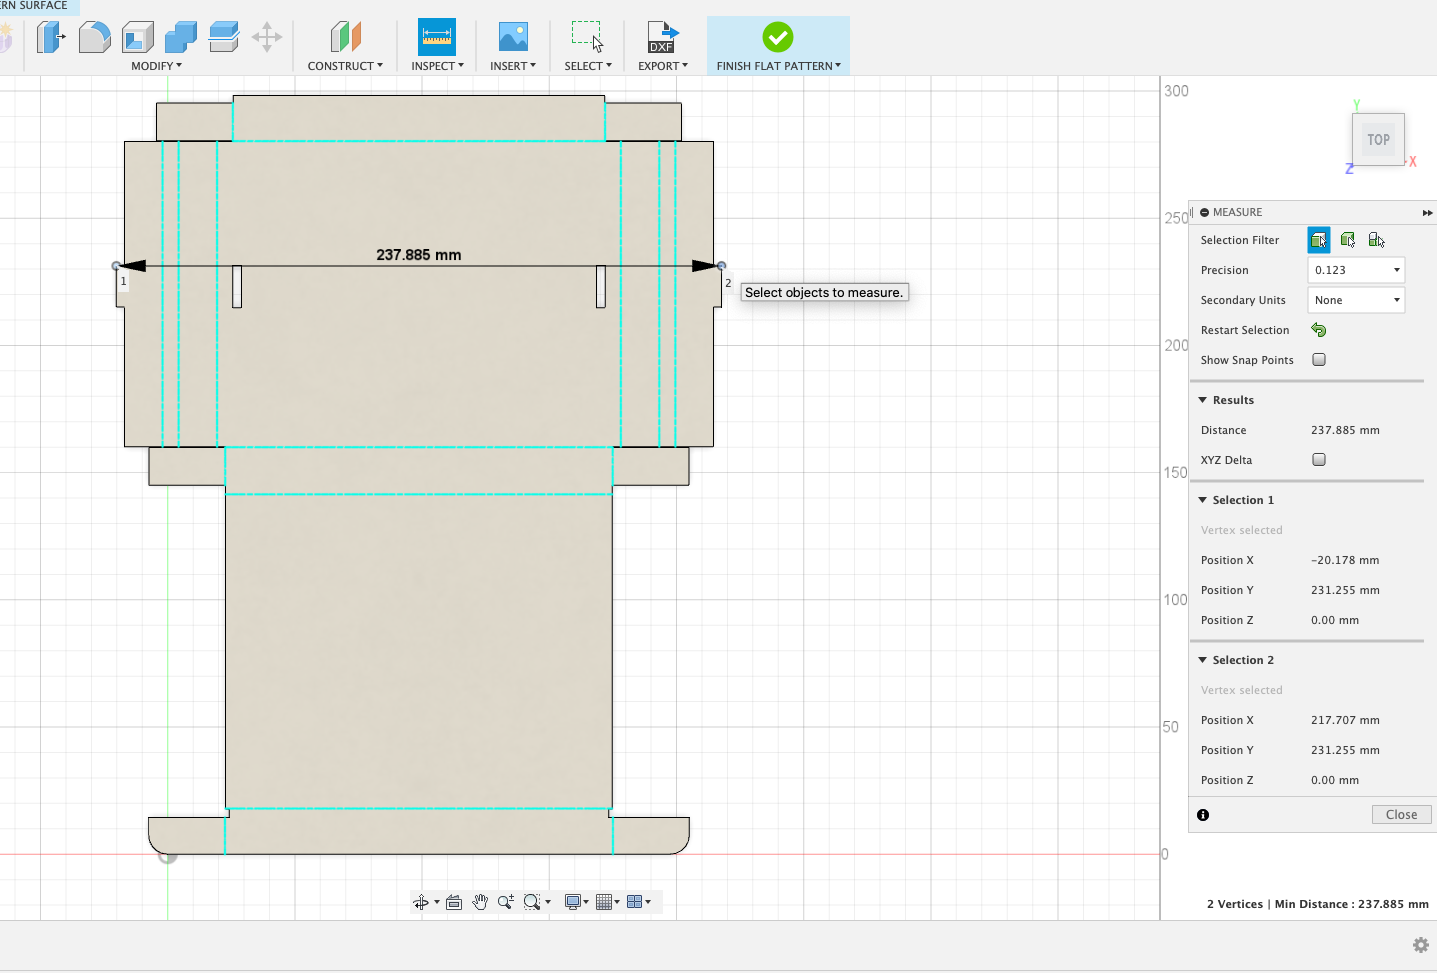 RN SURFACE
MODIFY
CONSTRUCT
INSPECT
INSERT
SELECT
DXF
EXPORT
FINISH FLAT PATTERN
300
250
200
150
100
50
0
237.885 mm
1
2
Select objects to measure.
Y
TOP
X
Z
MEASURE
Selection Filter
Precision 0.123
Secondary Units None
Restart Selection
Show Snap Points
Results
Distance 237.885 mm
XYZ Delta
Selection 1
Vertex selected
Position X -20.178 mm
Position Y 231.255 mm
Position Z 0.00 mm
Selection 2
Vertex selected
Position X 217.707 mm
Position Y 231.255 mm
Position Z 0.00 mm
Close
2 Vertices | Min Distance : 237.885 mm